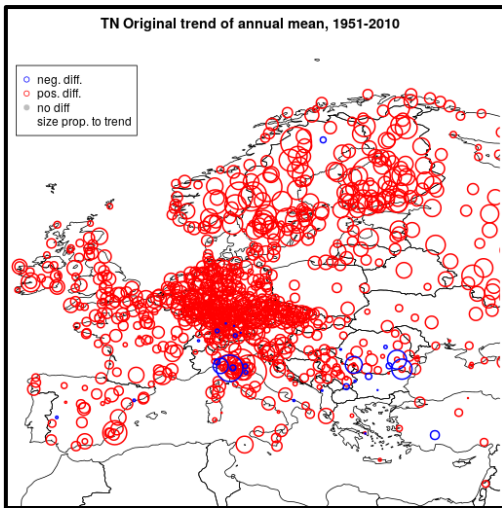 TN Original trend of annual mean, 1951-2010
neg. diff.
pos. diff.
no diff
size prop. to trend